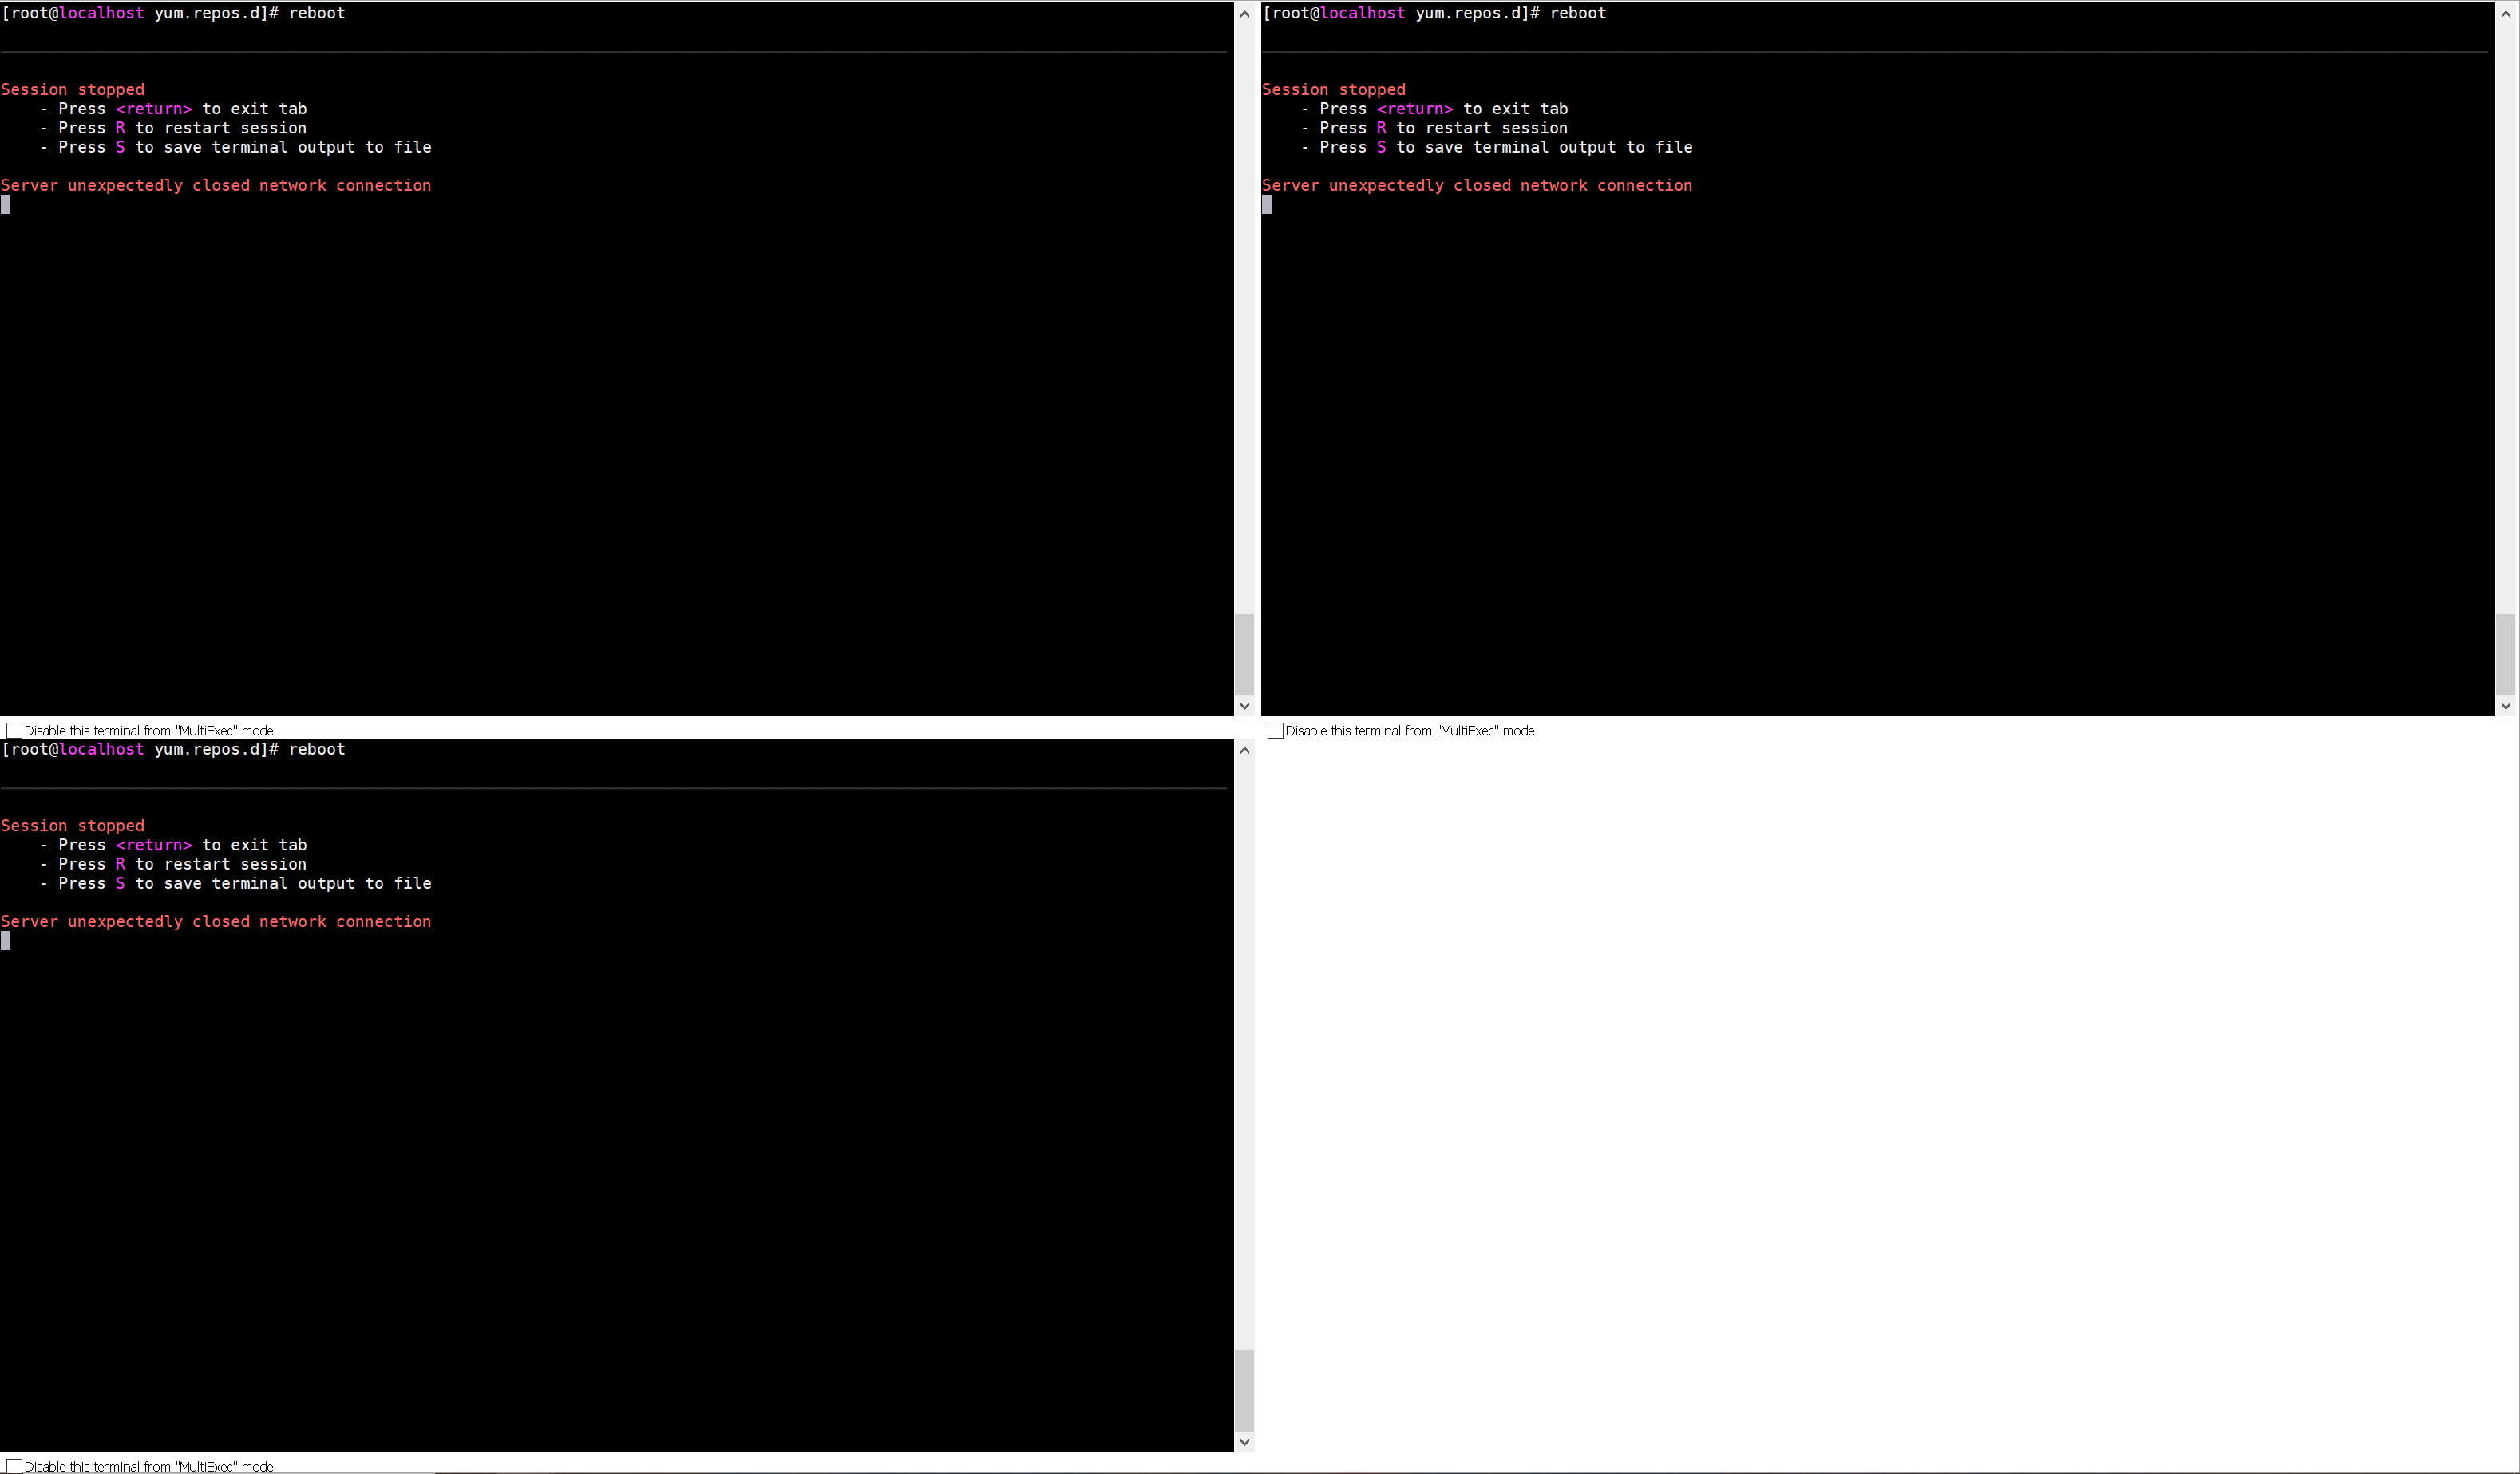 [root@localhost yum.repos.d]# reboot
Session stopped
- Press <return> to exit tab
- Press R to restart session
- Press S to save terminal output to file
Server unexpectedly closed network connection
Disable this terminal from "MultiExec" mode
[root@localhost yum.repos.d]# reboot
Session stopped
- Press <return> to exit tab
- Press R to restart session
- Press S to save terminal output to file
Server unexpectedly closed network connection
Disable this terminal from "MultiExec" mode
[root@localhost yum.repos.d]# reboot
Session stopped
- Press <return> to exit tab
- Press R to restart session
- Press S to save terminal output to file
Server unexpectedly closed network connection
Disable this terminal from "MultiExec" mode